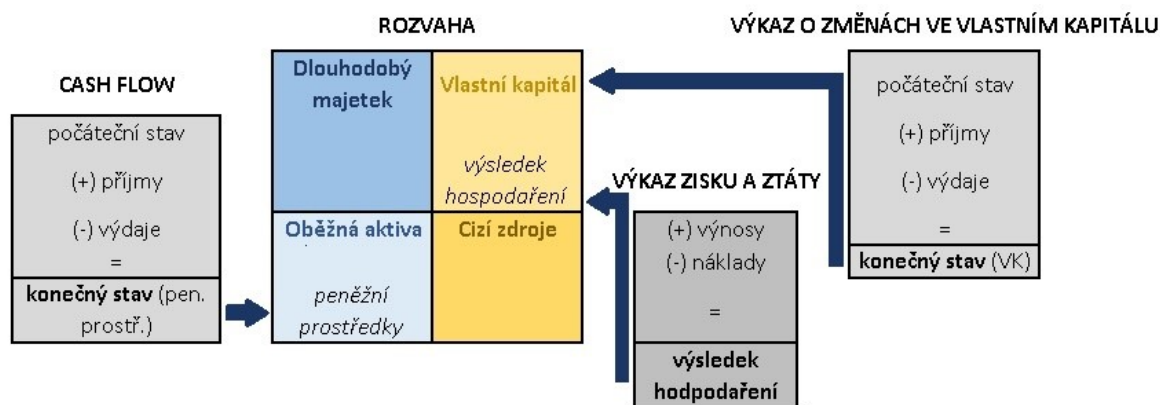 ROZVAHA
VÝKAZ O ZMĚNÁCH VE VLASTNÍM KAPITÁLU
CASH FLOW
počáteční stav
(+) příjmy
(-) výdaje
=
konečný stav (pen.
prostř.)
Dlouhodobý
majetek
Vlastní kapitál
výsledek
hospodaření
Oběžná aktiva
peněžní
prostředky
Cizí zdroje
VÝKAZ ZISKU A ZTÁTY
(+) výnosy
(-) náklady
=
výsledek
hodpodaření
počáteční stav
(+) příjmy
(-) výdaje
=
konečný stav (VK)